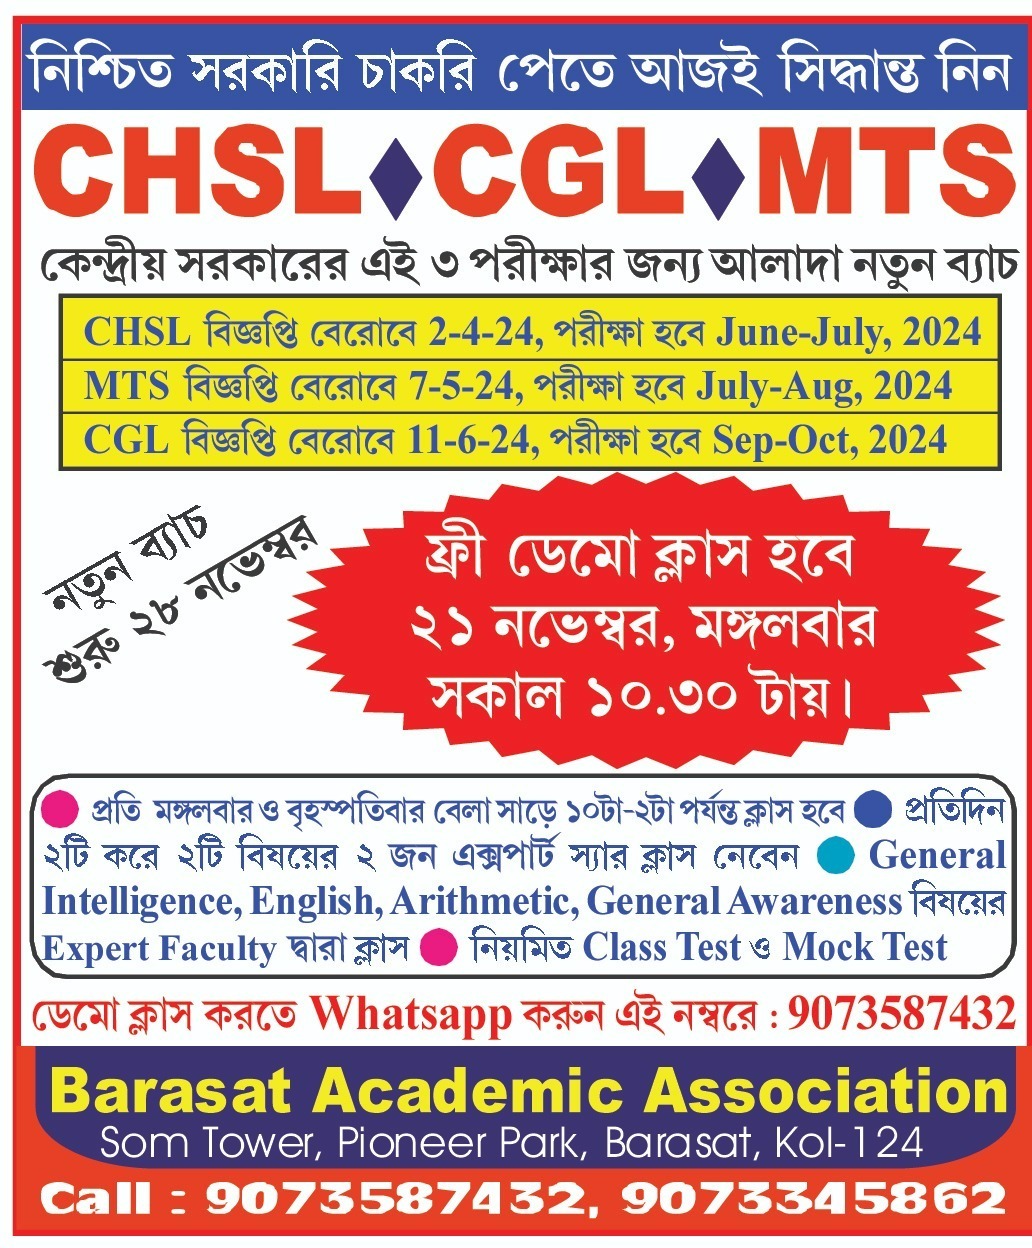 নিশ্চিত সরকারি চাকরি পেতে আজই সিদ্ধান্ত নিন
CHSL♦CGL♦MTS
কেন্দ্রীয় সরকারের এই ৩ পরীক্ষার জন্য আলাদা নতুন ব্যাচ
CHSL বিজ্ঞপ্তি বেরোবে 2-4-24, পরীক্ষা হবে June-July, 2024
MTS বিজ্ঞপ্তি বেরোবে 7-5-24, পরীক্ষা হবে July-Aug, 2024
CGL বিজ্ঞপ্তি বেরোবে 11-6-24, পরীক্ষা হবে Sep-Oct, 2024
নতুন ব্যাচ
শুরু ২৮ নভেম্বর
ফ্রী ডেমো ক্লাস হবে
২১ নভেম্বর, মঙ্গলবার
সকাল ১০.৩০ টায়।
● প্রতি মঙ্গলবার ও বৃহস্পতিবার বেলা সাড়ে ১০টা-২টা পর্যন্ত ক্লাস হবে ● প্রতিদিন
২টি করে ২টি বিষয়ের ২ জন এক্সপার্ট স্যার ক্লাস নেবেন ● General
Intelligence, English, Arithmetic, General Awareness বিষয়ের
Expert Faculty দ্বারা ক্লাস ● নিয়মিত Class Test ও Mock Test
ডেমো ক্লাস করতে Whatsapp করুন এই নম্বরে : 9073587432
Barasat Academic Association
Som Tower, Pioneer Park, Barasat, Kol-124
Call : 9073587432, 9073345862